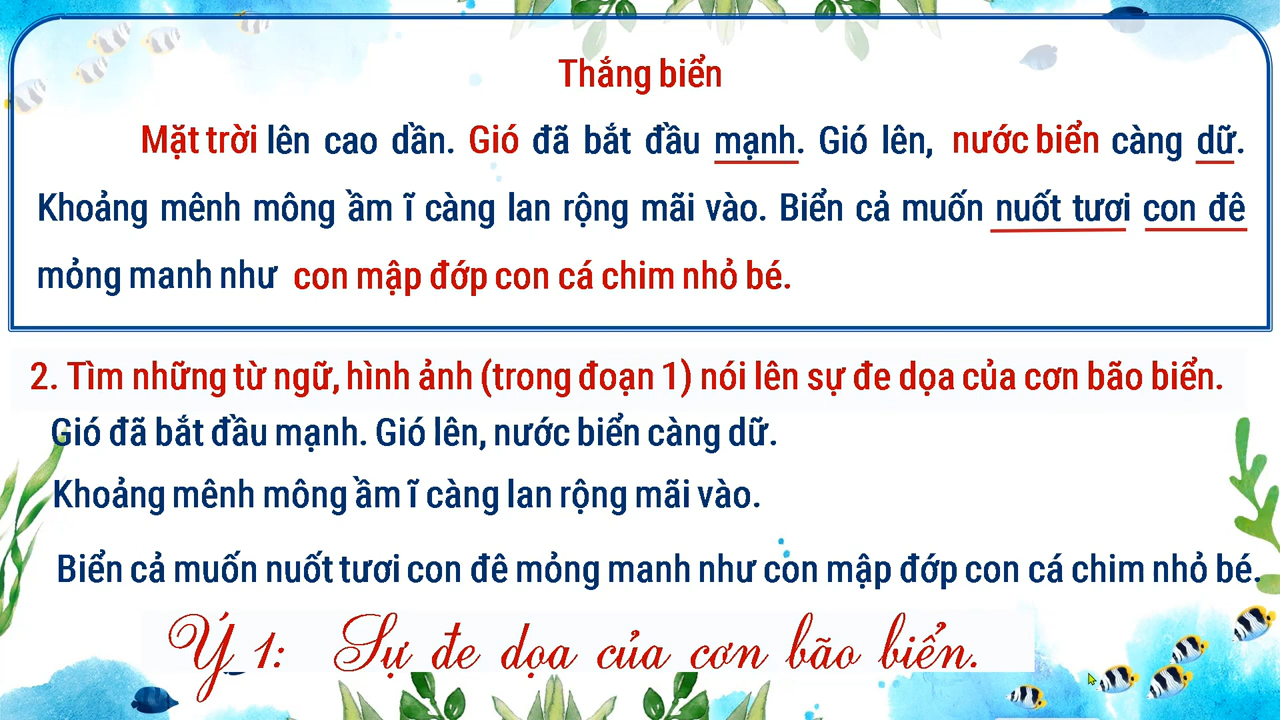 Thắng biển
Mặt trời lên cao dần. Gió đã bắt đầu mạnh. Gió lên, nước biển càng dữ.
Khoảng mênh mông ầm ĩ càng lan rộng mãi vào. Biển cả muốn nuốt tươi con đê
mỏng manh như con mập đớp con cá chim nhỏ bé.
2. Tìm những từ ngữ, hình ảnh (trong đoạn 1) nói lên sự đe dọa của cơn bão biển.
Gió đã bắt đầu mạnh. Gió lên, nước biển càng dữ.
Khoảng mênh mông ầm ĩ càng lan rộng mãi vào.
Biển cả muốn nuốt tươi con đê mỏng manh như con mập đớp con cá chim nhỏ bé.
Ý 1: Sự đe dọa của cơn bão biển.